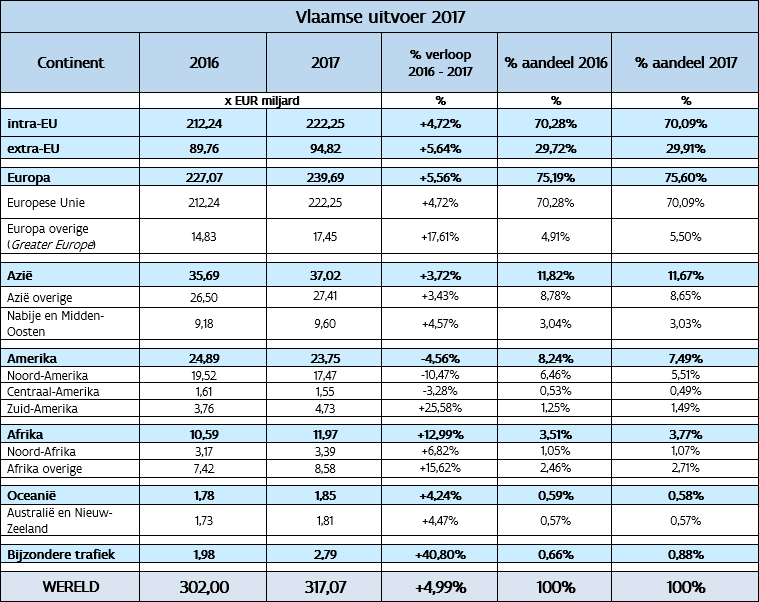 Vlaamse uitvoer 2017
Continent 2016 2017 % verloop 2016 - 2017 % aandeel 2016 % aandeel 2017
x EUR miljard % % %
intra-EU 212,24 222,25 +4,72% 70,28% 70,09%
extra-EU 89,76 94,82 +5,64% 29,72% 29,91%
Europa 227,07 239,69 +5,56% 75,19% 75,60%
Europese Unie 212,24 222,25 +4,72% 70,28% 70,09%
Europa overige (Greater Europe) 14,83 17,45 +17,61% 4,91% 5,50%
Azië 35,69 37,02 +3,72% 11,82% 11,67%
Azië overige 26,50 27,41 +3,43% 8,78% 8,65%
Nabije en Midden-Oosten 9,18 9,60 +4,57% 3,04% 3,03%
Amerika 24,89 23,75 -4,56% 8,24% 7,49%
Noord-Amerika 19,52 17,47 -10,47% 6,46% 5,51%
Centraal-Amerika 1,61 1,55 -3,28% 0,53% 0,49%
Zuid-Amerika 3,76 4,73 +25,58% 1,25% 1,49%
Afrika 10,59 11,97 +12,99% 3,51% 3,77%
Noord-Afrika 3,17 3,39 +6,82% 1,05% 1,07%
Afrika overige 7,42 8,58 +15,62% 2,46% 2,71%
Oceanië 1,78 1,85 +4,24% 0,59% 0,58%
Australië en Nieuw-Zeeland 1,73 1,81 +4,47% 0,57% 0,57%
Bijzondere trafiek 1,98 2,79 +40,80% 0,66% 0,88%
WERELD 302,00 317,07 +4,99% 100% 100%